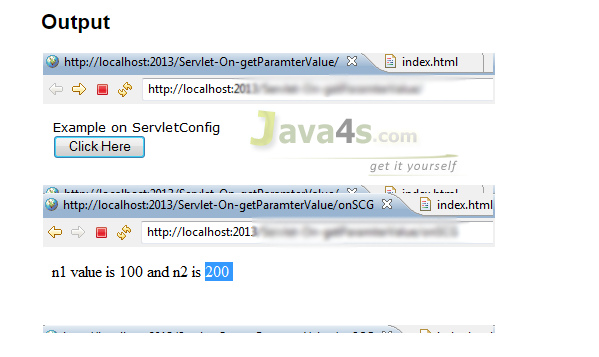 Output
http://localhost:2013/Servlet-On-getParamterValue/
index.html
http://localhost:2013
Example on ServletConfig
Click Here
Java4s.com
get it yourself
http://localhost:2013/Servlet-On-getParamterValue/onSCG
index.html
http://localhost:2013
n1 value is 100 and n2 is 200